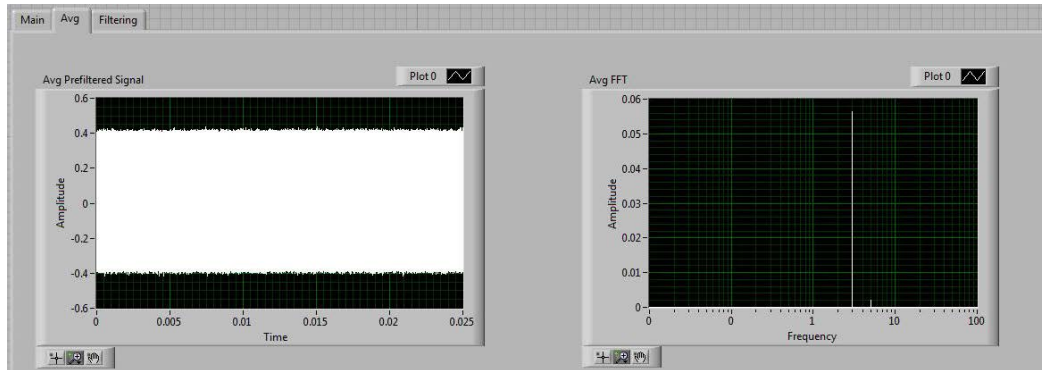 Main Avg Filtering
Avg Prefiltered Signal
Plot 0
0.6
0.4
0.2
0
-0.2
-0.4
-0.6
Amplitude
0 0.005 0.01 0.015 0.02 0.025
Time
Avg FFT
Plot 0
0.06
0.05
0.04
0.03
0.02
0.01
0
Amplitude
0 0 1 10 100
Frequency